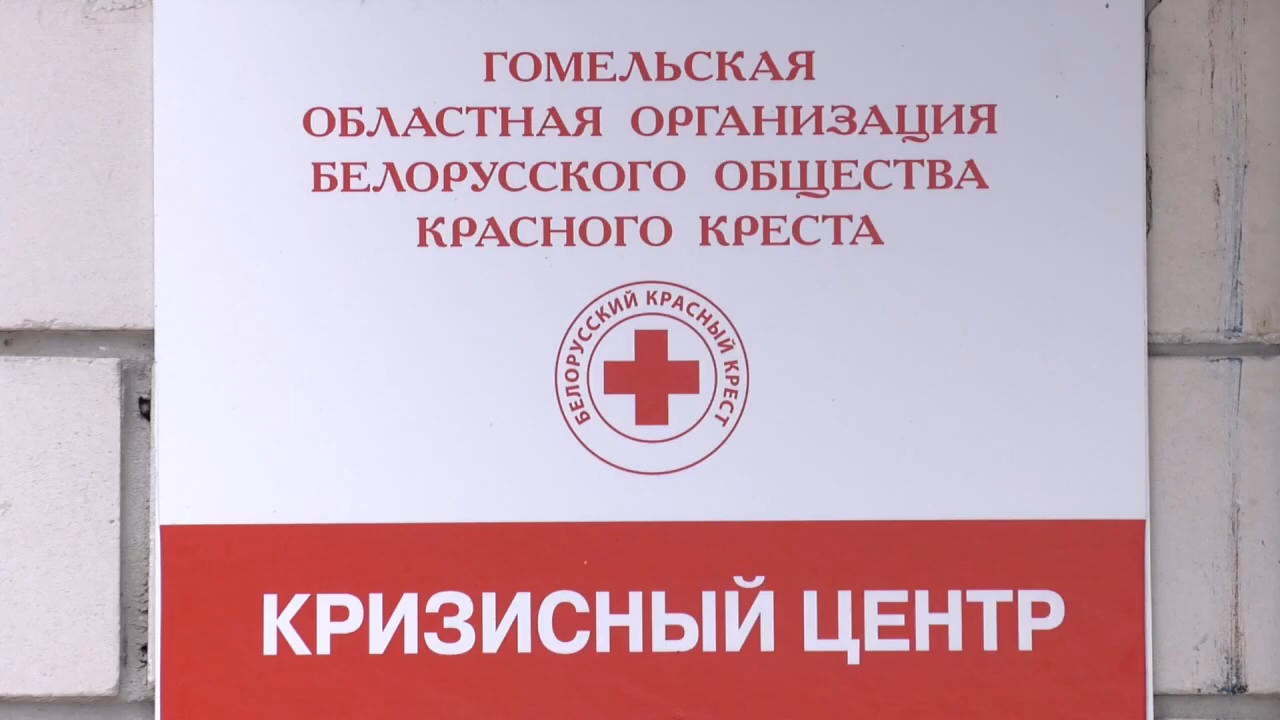 ГОМЕЛЬСКАЯ
ОБЛАСТНАЯ ОРГАНИЗАЦИЯ
БЕЛОРУССКОГО ОБЩЕСТВА
КРАСНОГО КРЕСТА
БЕЛОРУССКИЙ КРАСНЫЙ КРЕСТ
КРИЗИСНЫЙ ЦЕНТР